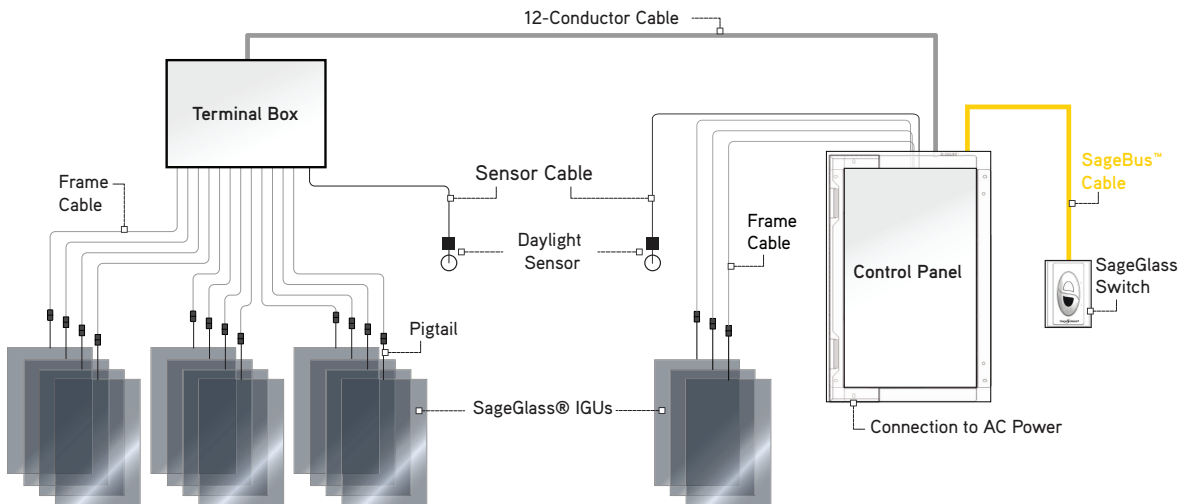 12-Conductor Cable
Terminal Box
Frame
Cable
Sensor Cable
Daylight
Sensor
Frame
Cable
Control Panel
SageBus™
Cable
SageGlass
Switch
Pigtail
SageGlass® IGUs
Connection to AC Power